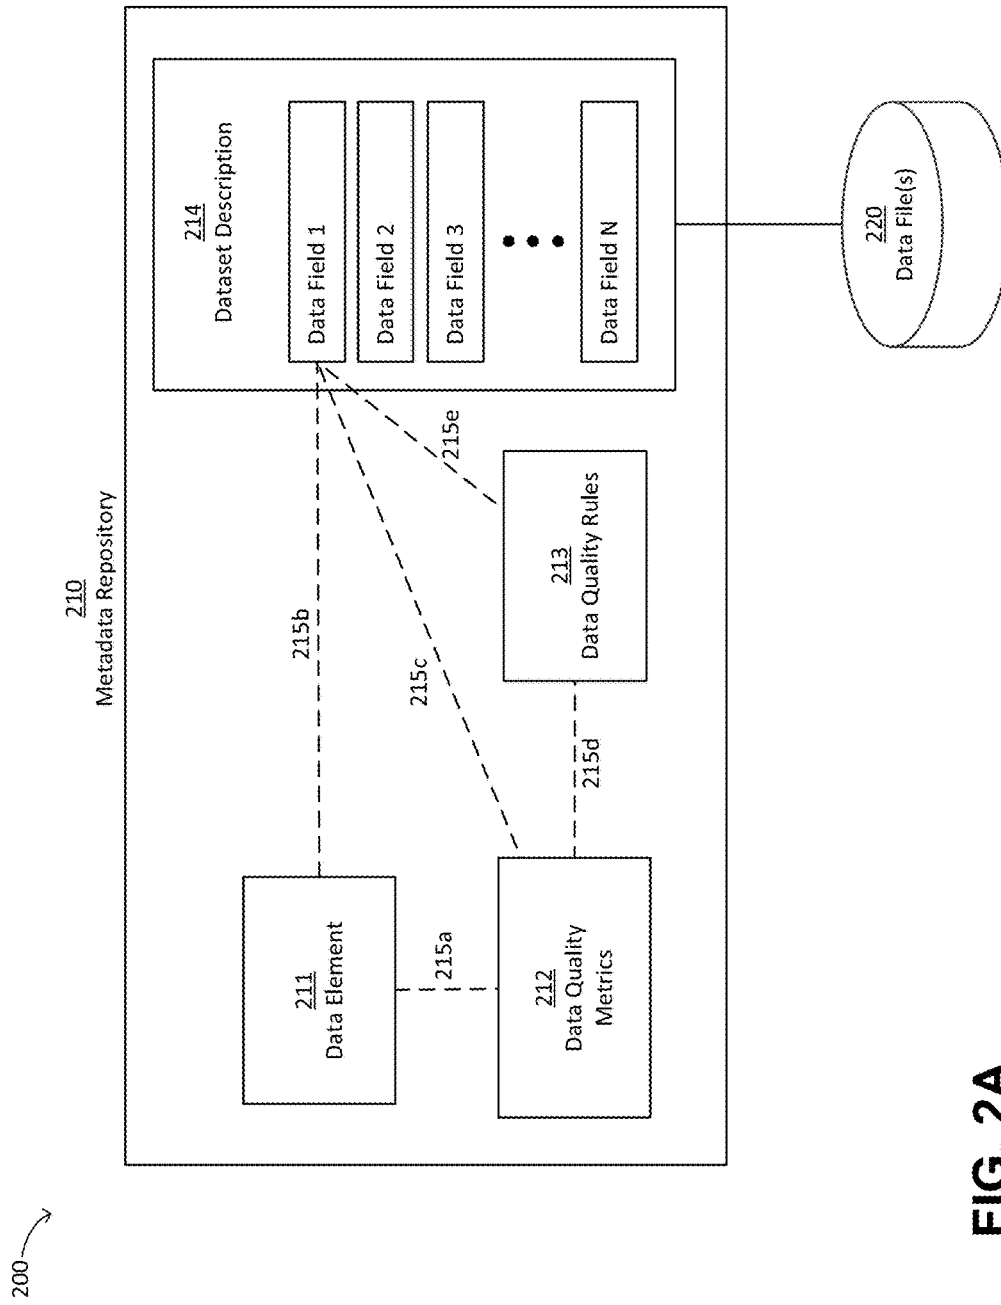 200
210
Metadata Repository
211
Data Element
215a
212
Data Quality
Metrics
215b
215c
215d
213
Data Quality Rules
215e
214
Dataset Description
Data Field 1
Data Field 2
Data Field 3
Data Field N
220
Data File(s)
FIG. 2A